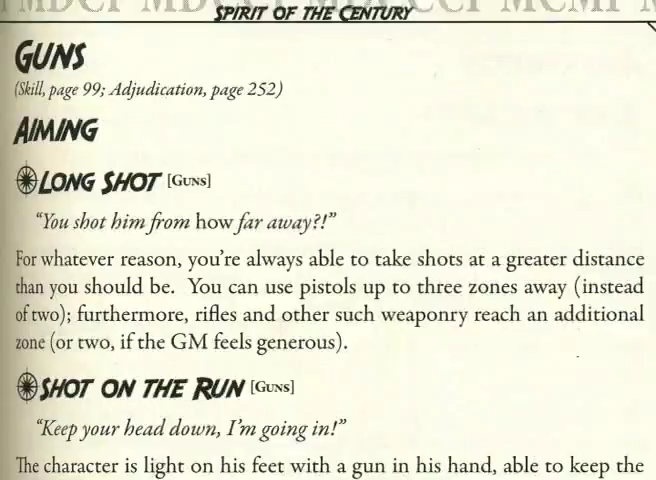 SPIRIT OF THE CENTURY
GUNS
(Skill, page 99; Adjudication, page 252)
AIMING
LONG SHOT [GUNS]
“You shot him from how far away?!”
For whatever reason, you’re always able to take shots at a greater distance
than you should be. You can use pistols up to three zones away (instead
of two); furthermore, rifles and other such weaponry reach an additional
zone (or two, if the GM feels generous).
SHOT ON THE RUN [GUNS]
“Keep your head down, I’m going in!”
The character is light on his feet with a gun in his hand, able to keep the